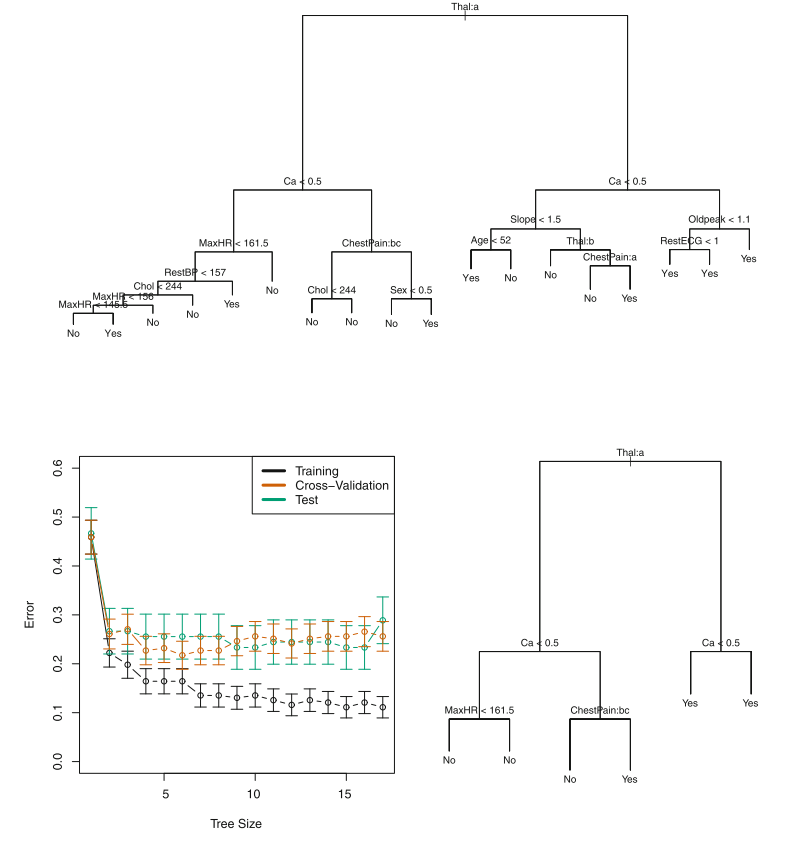 Thal:a
Ca < 0.5
Ca < 0.5
Slope < 1.5
Oldpeak < 1.1
MaxHR < 161.5
ChestPain:bc
Age < 52
Thal:b
RestECG < 1
ChestPain:a
Yes
RestBP < 157
Yes
No
No
Yes
Yes
Chol < 244
No
Chol < 244
Sex < 0.5
No
Yes
MaxHR < 156
MaxHR < 145.5
Yes
No
No
No
No
No
Yes
No
Yes
Training
Cross−Validation
Test
0.6
0.5
0.4
0.3
0.2
0.1
0.0
Error
5
10
15
Tree Size
Thal:a
Ca < 0.5
Ca < 0.5
MaxHR < 161.5
ChestPain:bc
Yes
Yes
No
No
No
Yes